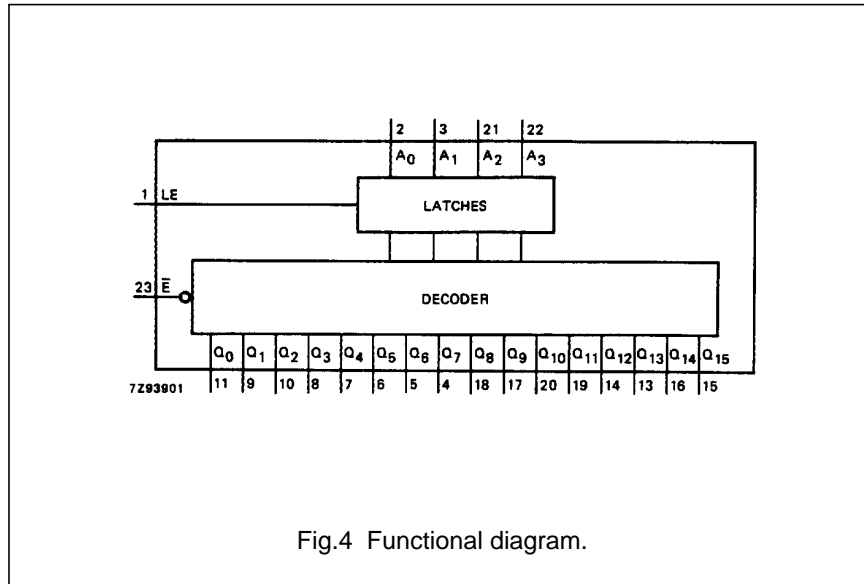 2 3 21 22
A0 A1 A2 A3
1 LE
LATCHES
23 E̅
DECODER
Q0 Q1 Q2 Q3 Q4 Q5 Q6 Q7 Q8 Q9 Q10 Q11 Q12 Q13 Q14 Q15
7Z93901 11 9 10 8 7 6 5 4 18 17 20 19 14 13 16 15
Fig.4 Functional diagram.